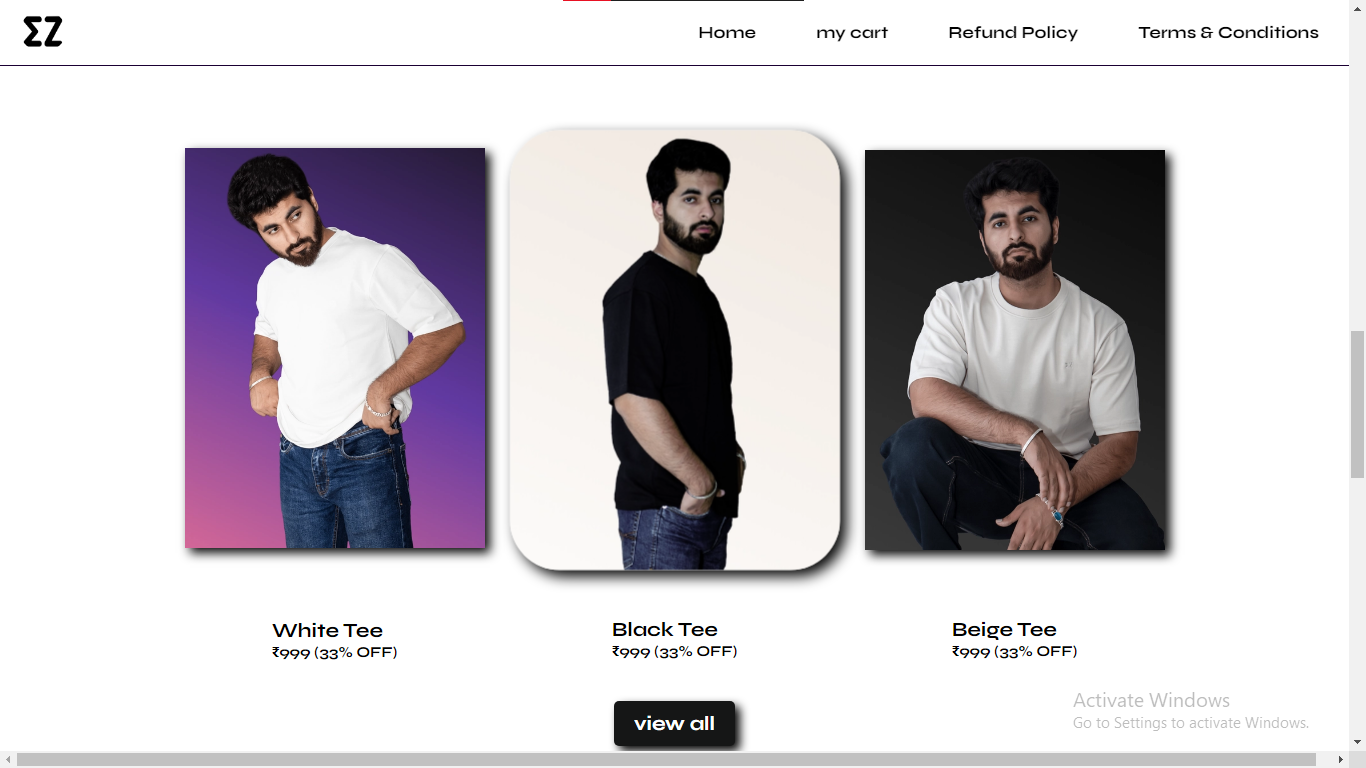 ΣZ
Home my cart Refund Policy Terms & Conditions
White Tee
₹999 (33% OFF)
Black Tee
₹999 (33% OFF)
Beige Tee
₹999 (33% OFF)
view all
Activate Windows
Go to Settings to activate Windows.